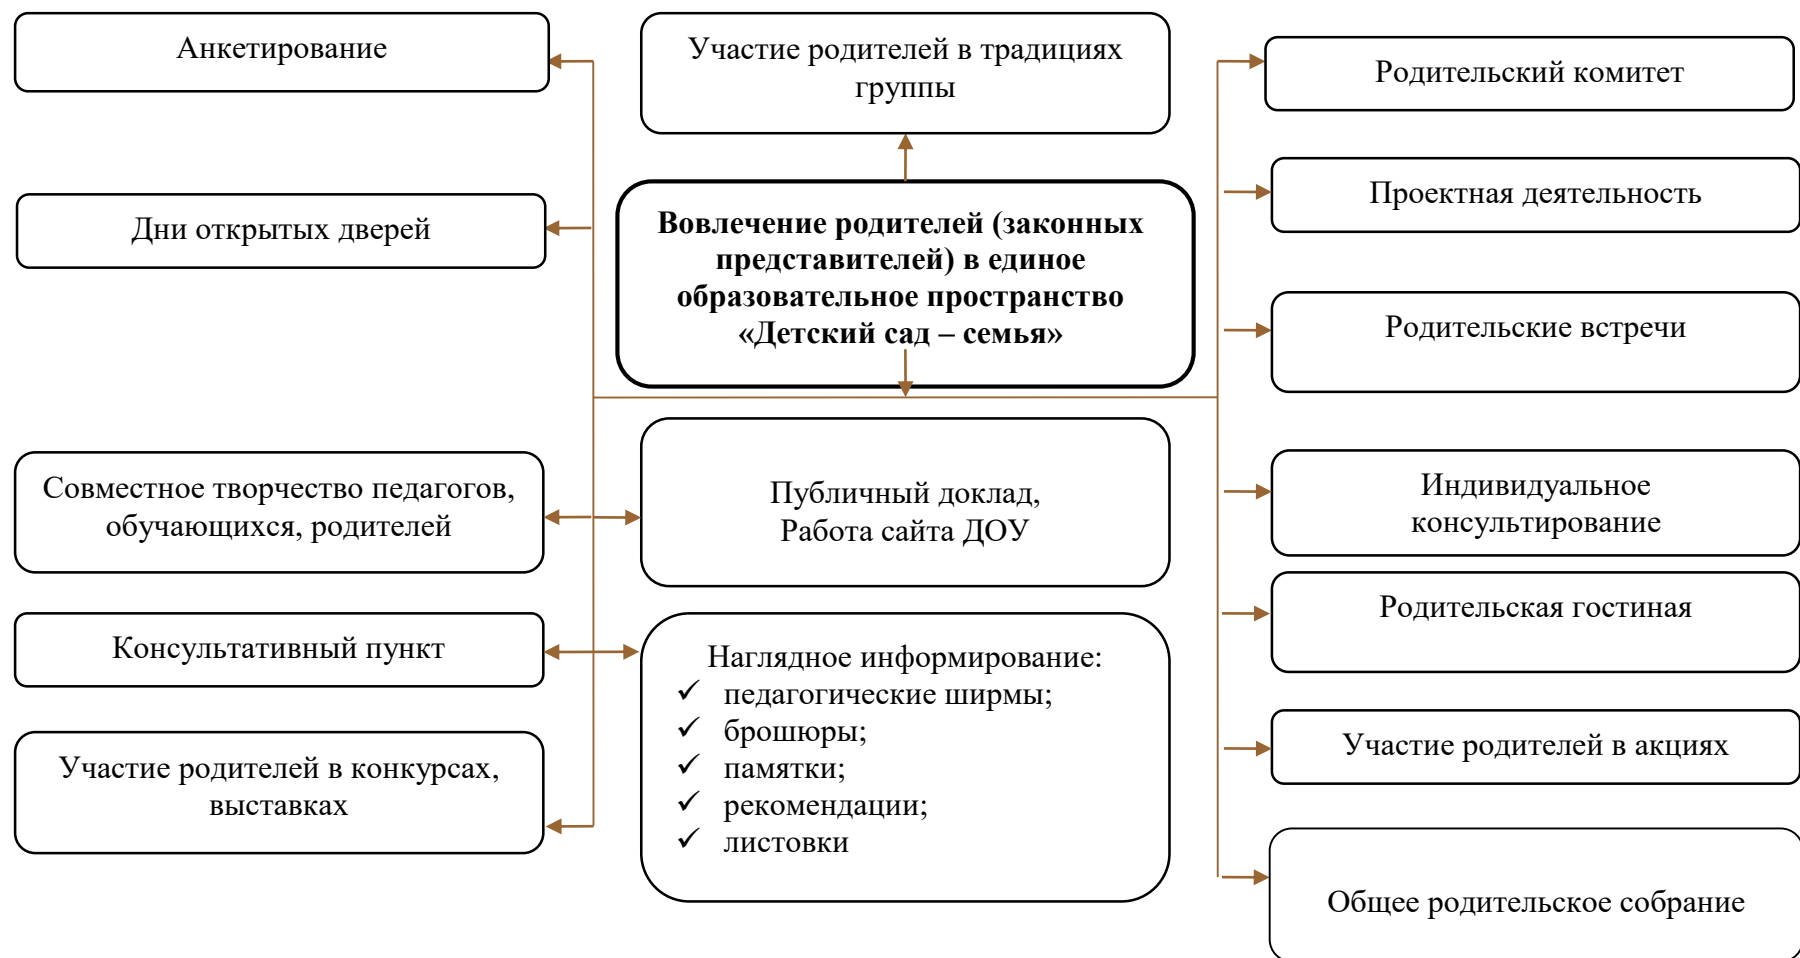 Анкетирование
Участие родителей в традициях
группы
Родительский комитет
Проектная деятельность
Дни открытых дверей
Вовлечение родителей (законных
представителей) в единое
образовательное пространство
«Детский сад – семья»
Родительские встречи
Совместное творчество педагогов,
обучающихся, родителей
Публичный доклад,
Работа сайта ДОУ
Индивидуальное
консультирование
Родительская гостиная
Консультативный пункт
Наглядное информирование:
✓ педагогические ширмы;
✓ брошюры;
✓ памятки;
✓ рекомендации;
✓ листовки
Участие родителей в конкурсах,
выставках
Участие родителей в акциях
Общее родительское собрание